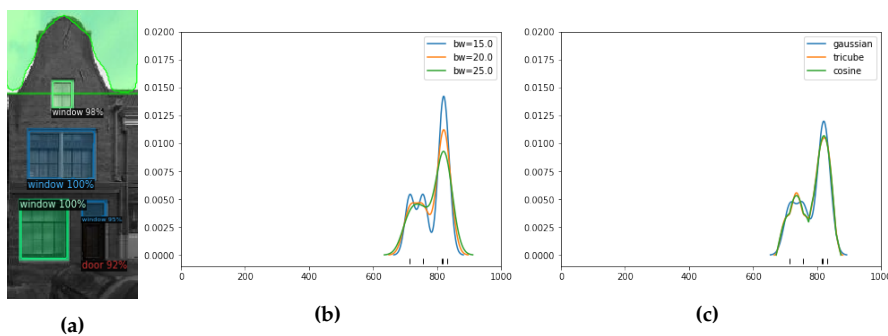 window 98%
window 100%
window 100%
window 95%
door 92%
(a)
0.0200
0.0175
0.0150
0.0125
0.0100
0.0075
0.0050
0.0025
0.0000
0
200
400
600
800
1000
bw=15.0
bw=20.0
bw=25.0
(b)
0.0200
0.0175
0.0150
0.0125
0.0100
0.0075
0.0050
0.0025
0.0000
0
200
400
600
800
1000
gaussian
tricube
cosine
(c)